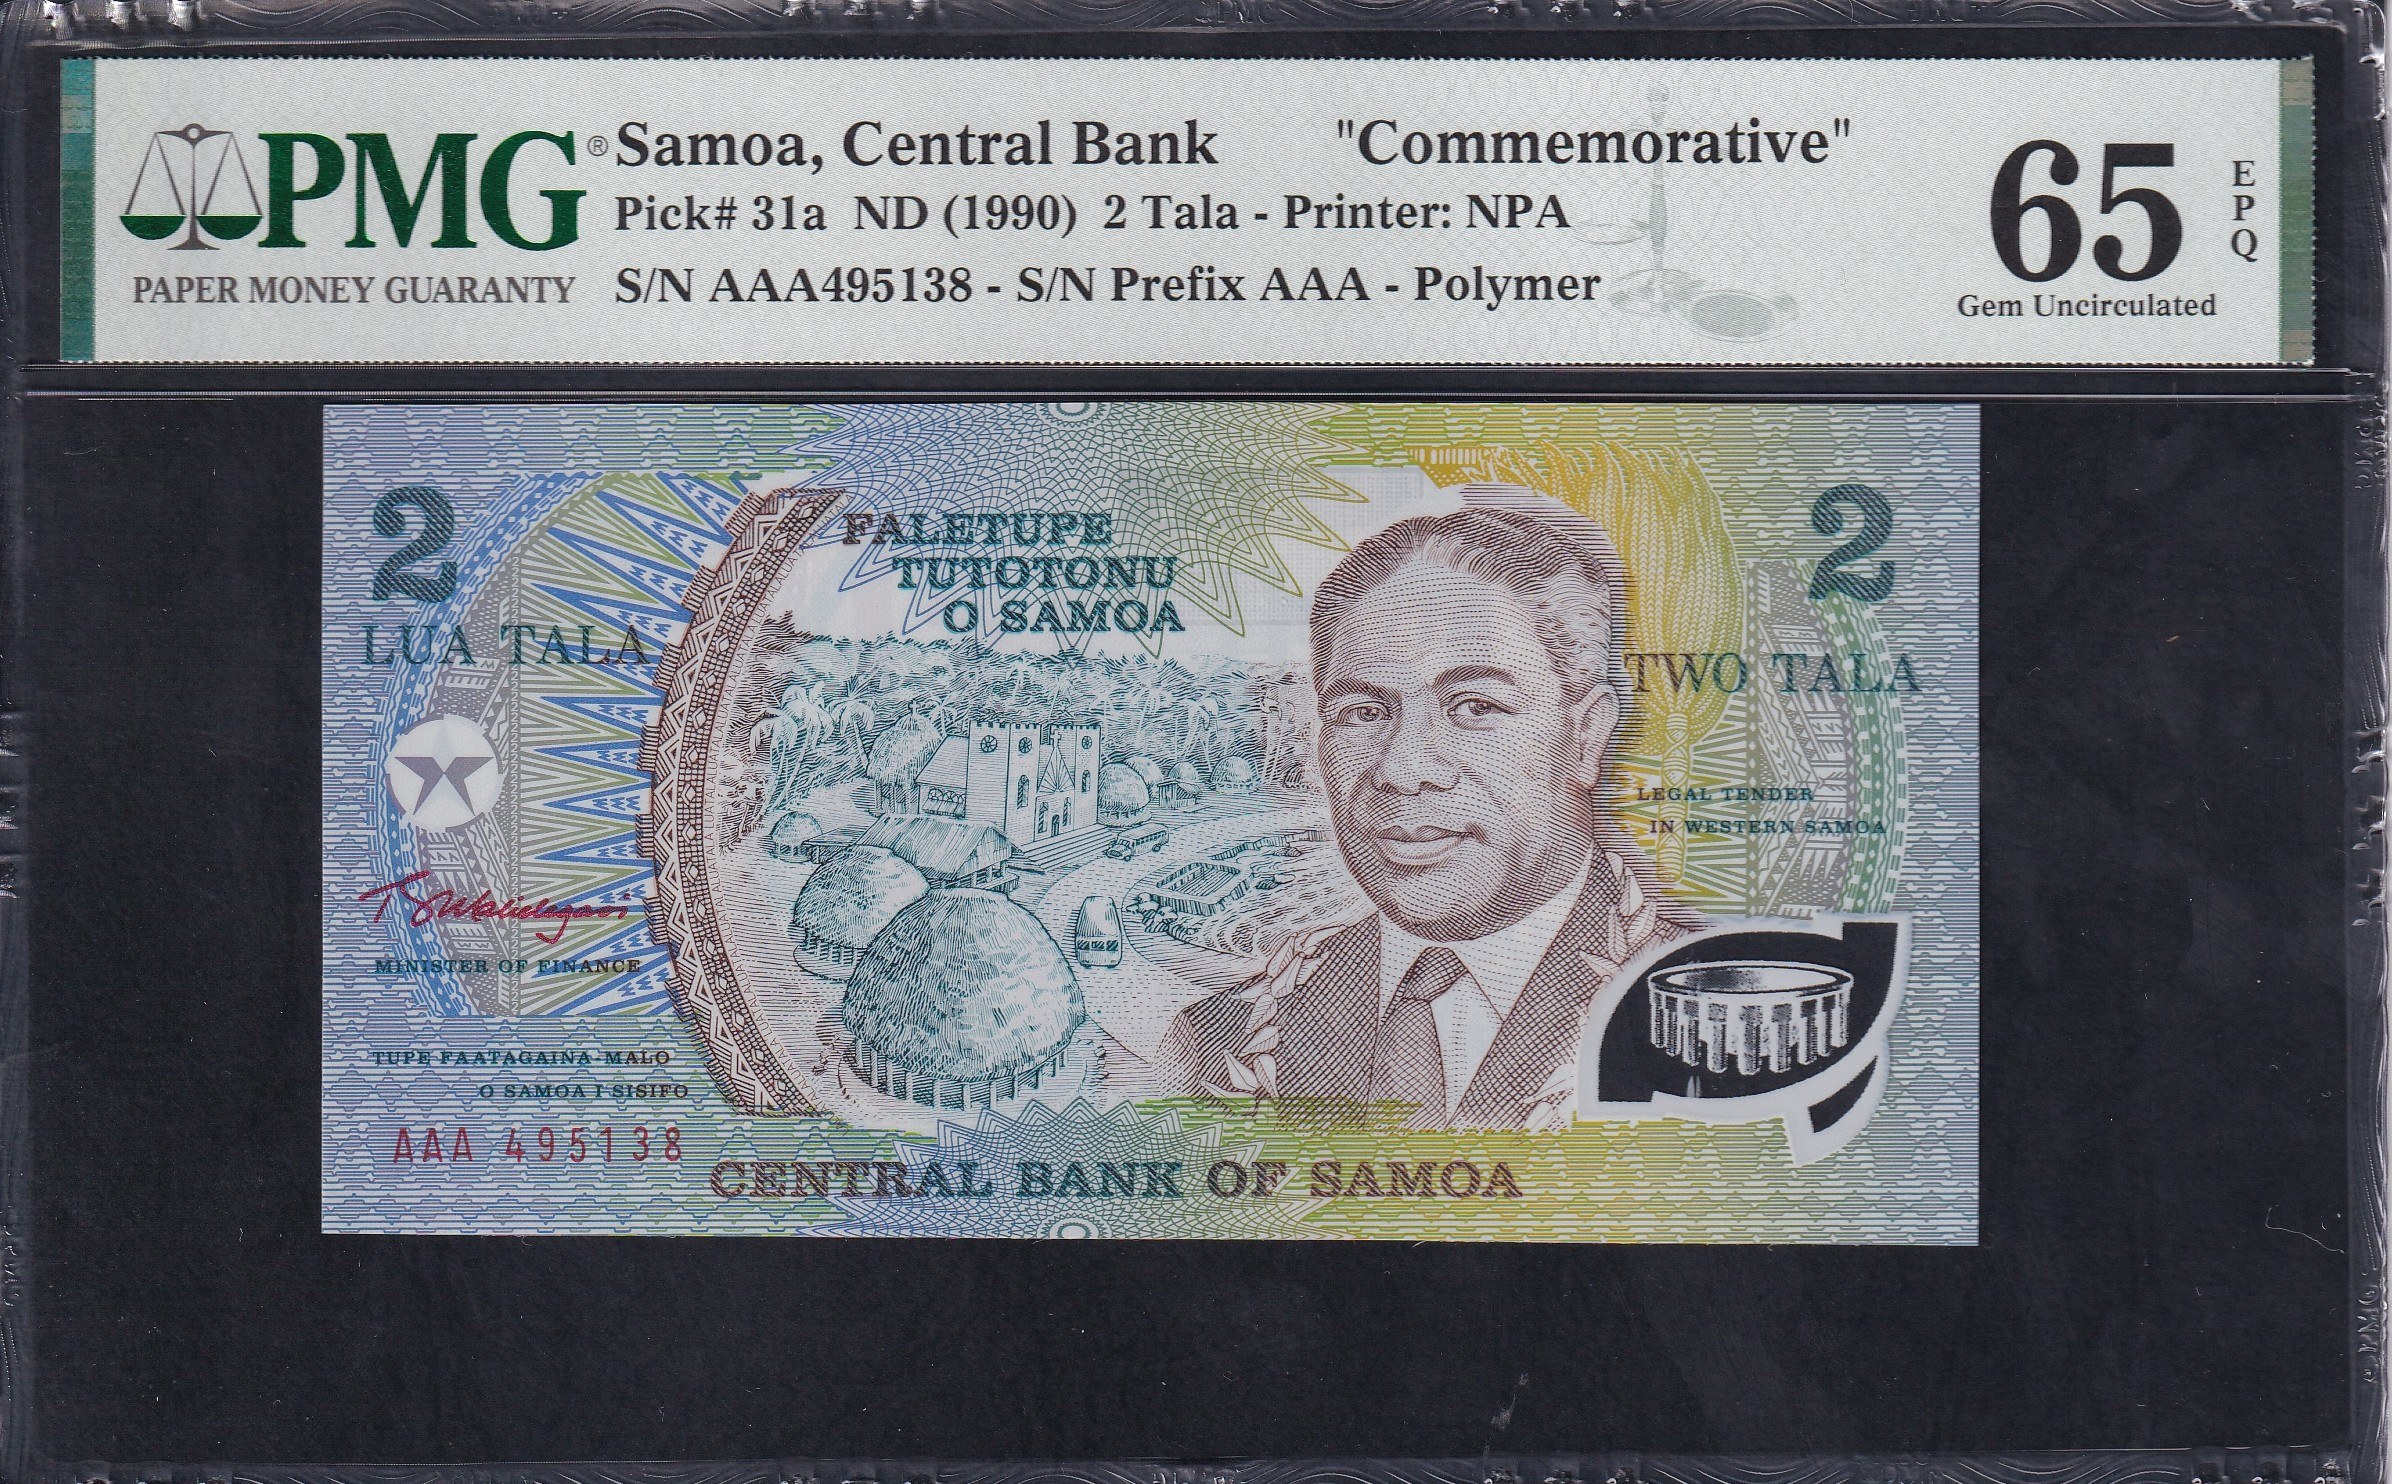 PMG®
PAPER MONEY GUARANTY
Samoa, Central Bank "Commemorative"
Pick# 31a ND (1990) 2 Tala - Printer: NPA
S/N AAA495138 - S/N Prefix AAA - Polymer
65
EPQ
Gem Uncirculated
2
LUA TALA
FALETUPE
TUTOTONU
O SAMOA
2
TWO TALA
LEGAL TENDER
IN WESTERN SAMOA
MINISTER OF FINANCE
TUPE FAATAGAINA-MALO
O SAMOA I SISIFO
AAA 495138
CENTRAL BANK OF SAMOA